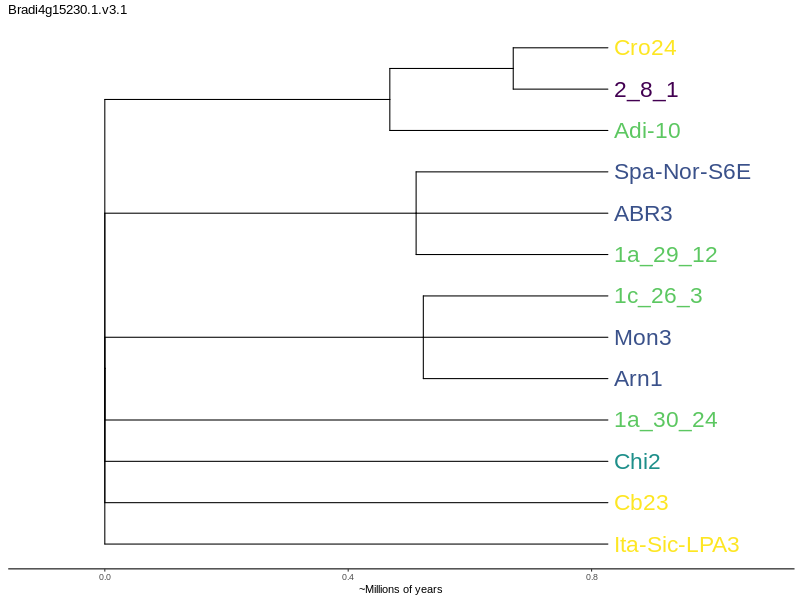 Bradi4g15230.1.v3.1
Cro24
2_8_1
Adi-10
Spa-Nor-S6E
ABR3
1a_29_12
1c_26_3
Mon3
Arn1
1a_30_24
Chi2
Cb23
Ita-Sic-LPA3
0.0 0.4 0.8
~Millions of years